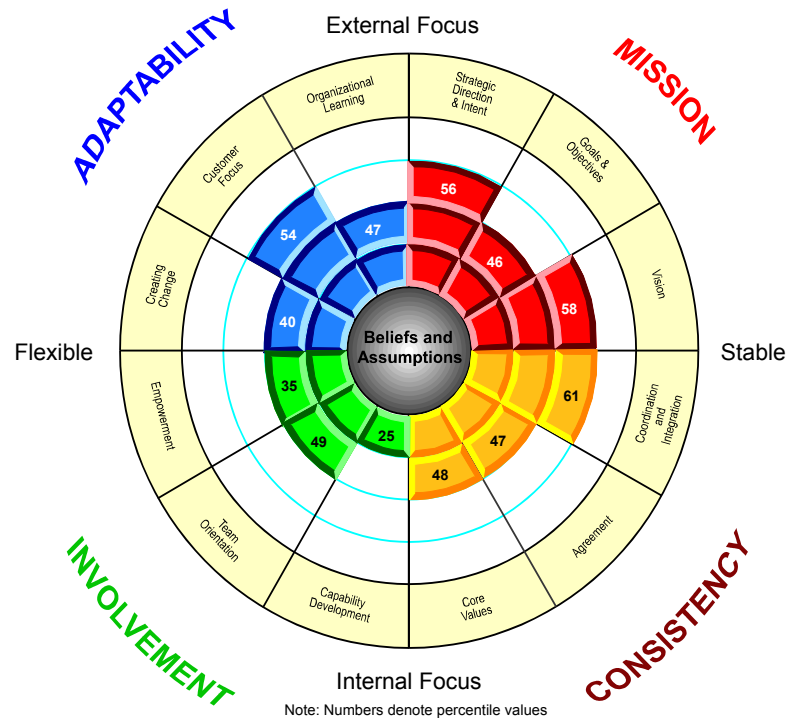 External Focus
ADAPTABILITY
MISSION
Organizational
Learning
Strategic
Direction
& Intent
Customer
Focus
Goals &
Objectives
Creating
Change
Vision
56
54
47
46
40
58
Beliefs and
Assumptions
Flexible
Stable
35
61
49
25
48
47
Empowerment
Coordination
and
Integration
Team
Orientation
Agreement
Capability
Development
Core
Values
INVOLVEMENT
CONSISTENCY
Internal Focus
Note: Numbers denote percentile values